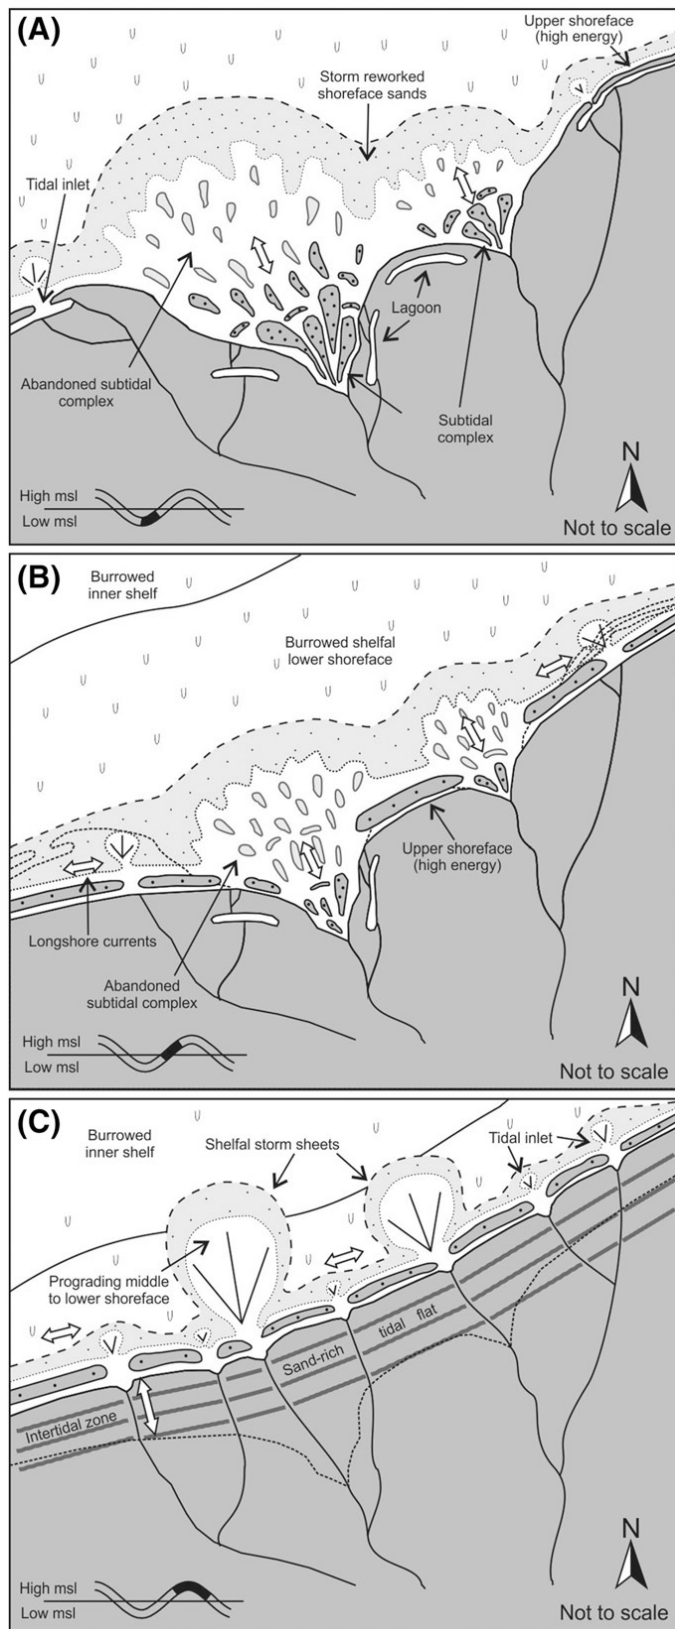 (A)
Upper shoreface
(high energy)
Storm reworked
shoreface sands
Tidal inlet
Lagoon
Abandoned subtidal
complex
Subtidal
complex
N
High msl
Low msl
Not to scale
(B)
Burrowed
inner shelf
Burrowed shelfal
lower shoreface
Upper shoreface
(high energy)
Longshore currents
Abandoned
subtidal complex
N
High msl
Low msl
Not to scale
(C)
Burrowed
inner shelf
Shelfal storm sheets
Tidal inlet
Prograding middle
to lower shoreface
Sand-rich tidal flat
Intertidal zone
N
High msl
Low msl
Not to scale